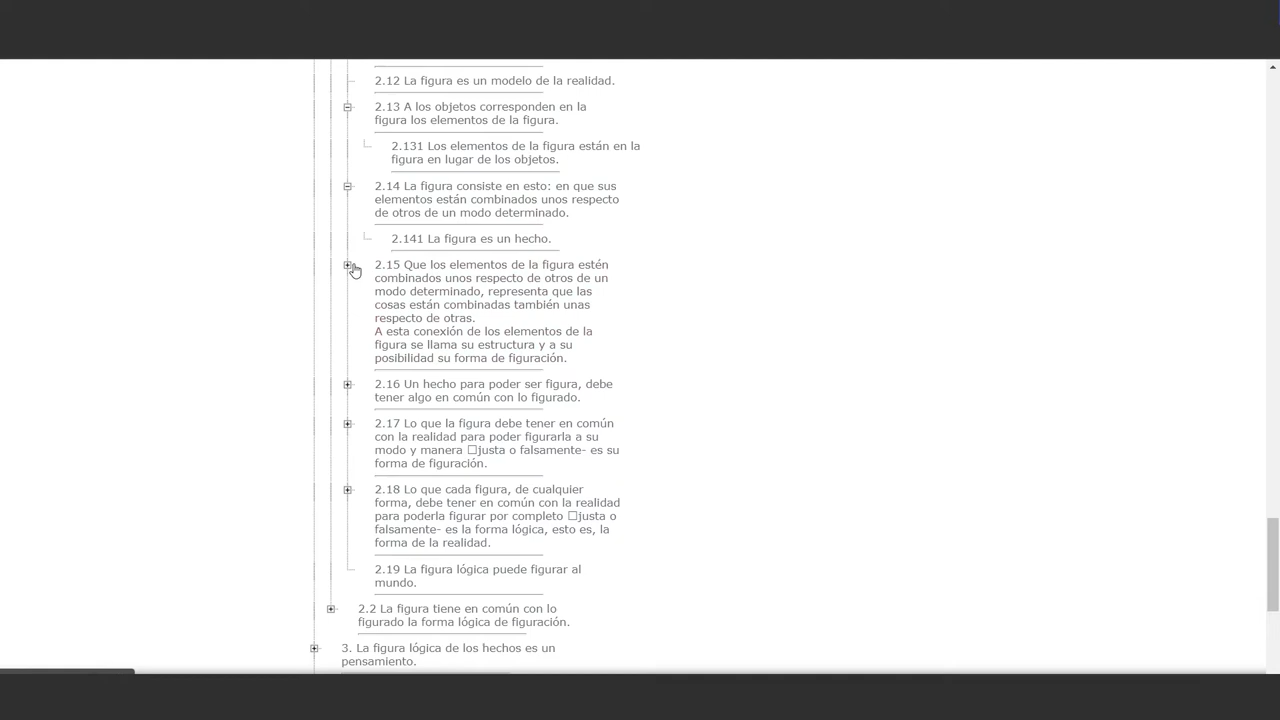 2.12 La figura es un modelo de la realidad.
2.13 A los objetos corresponden en la
figura los elementos de la figura.
2.131 Los elementos de la figura están en la
figura en lugar de los objetos.
2.14 La figura consiste en esto: en que sus
elementos están combinados unos respecto
de otros de un modo determinado.
2.141 La figura es un hecho.
2.15 Que los elementos de la figura estén
combinados unos respecto de otros de un
modo determinado, representa que las
cosas están combinadas también unas
respecto de otras.
A esta conexión de los elementos de la
figura se llama su estructura y a su
posibilidad su forma de figuración.
2.16 Un hecho para poder ser figura, debe
tener algo en común con lo figurado.
2.17 Lo que la figura debe tener en común
con la realidad para poder figurarla a su
modo y manera □justa o falsamente- es su
forma de figuración.
2.18 Lo que cada figura, de cualquier
forma, debe tener en común con la realidad
para poderla figurar por completo □justa o
falsamente- es la forma lógica, esto es, la
forma de la realidad.
2.19 La figura lógica puede figurar al
mundo.
2.2 La figura tiene en común con lo
figurado la forma lógica de figuración.
3. La figura lógica de los hechos es un
pensamiento.